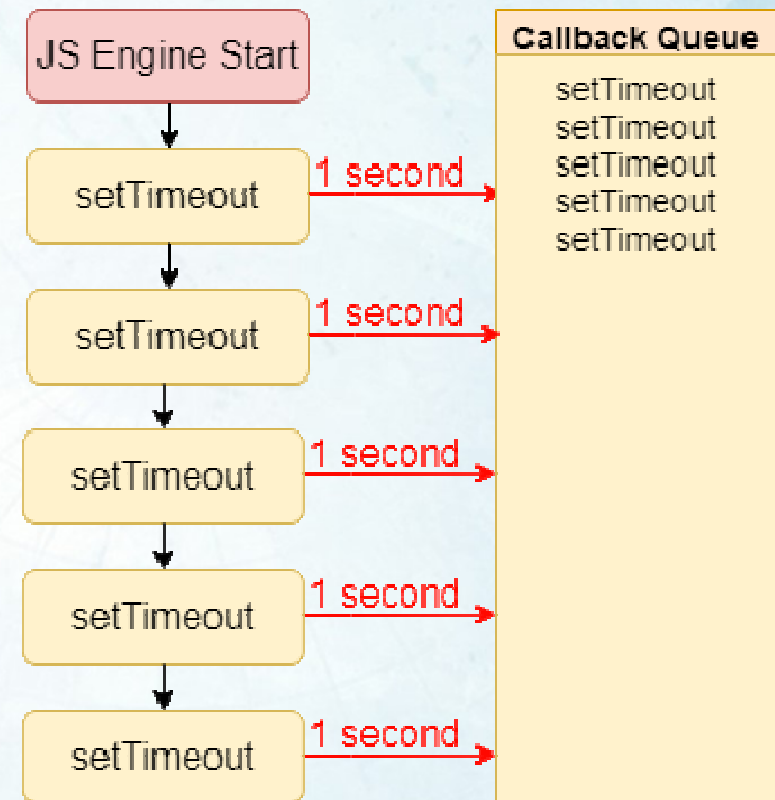 JS Engine Start
setTimeout
1 second
setTimeout
1 second
setTimeout
1 second
setTimeout
1 second
setTimeout
1 second
Callback Queue
setTimeout
setTimeout
setTimeout
setTimeout
setTimeout